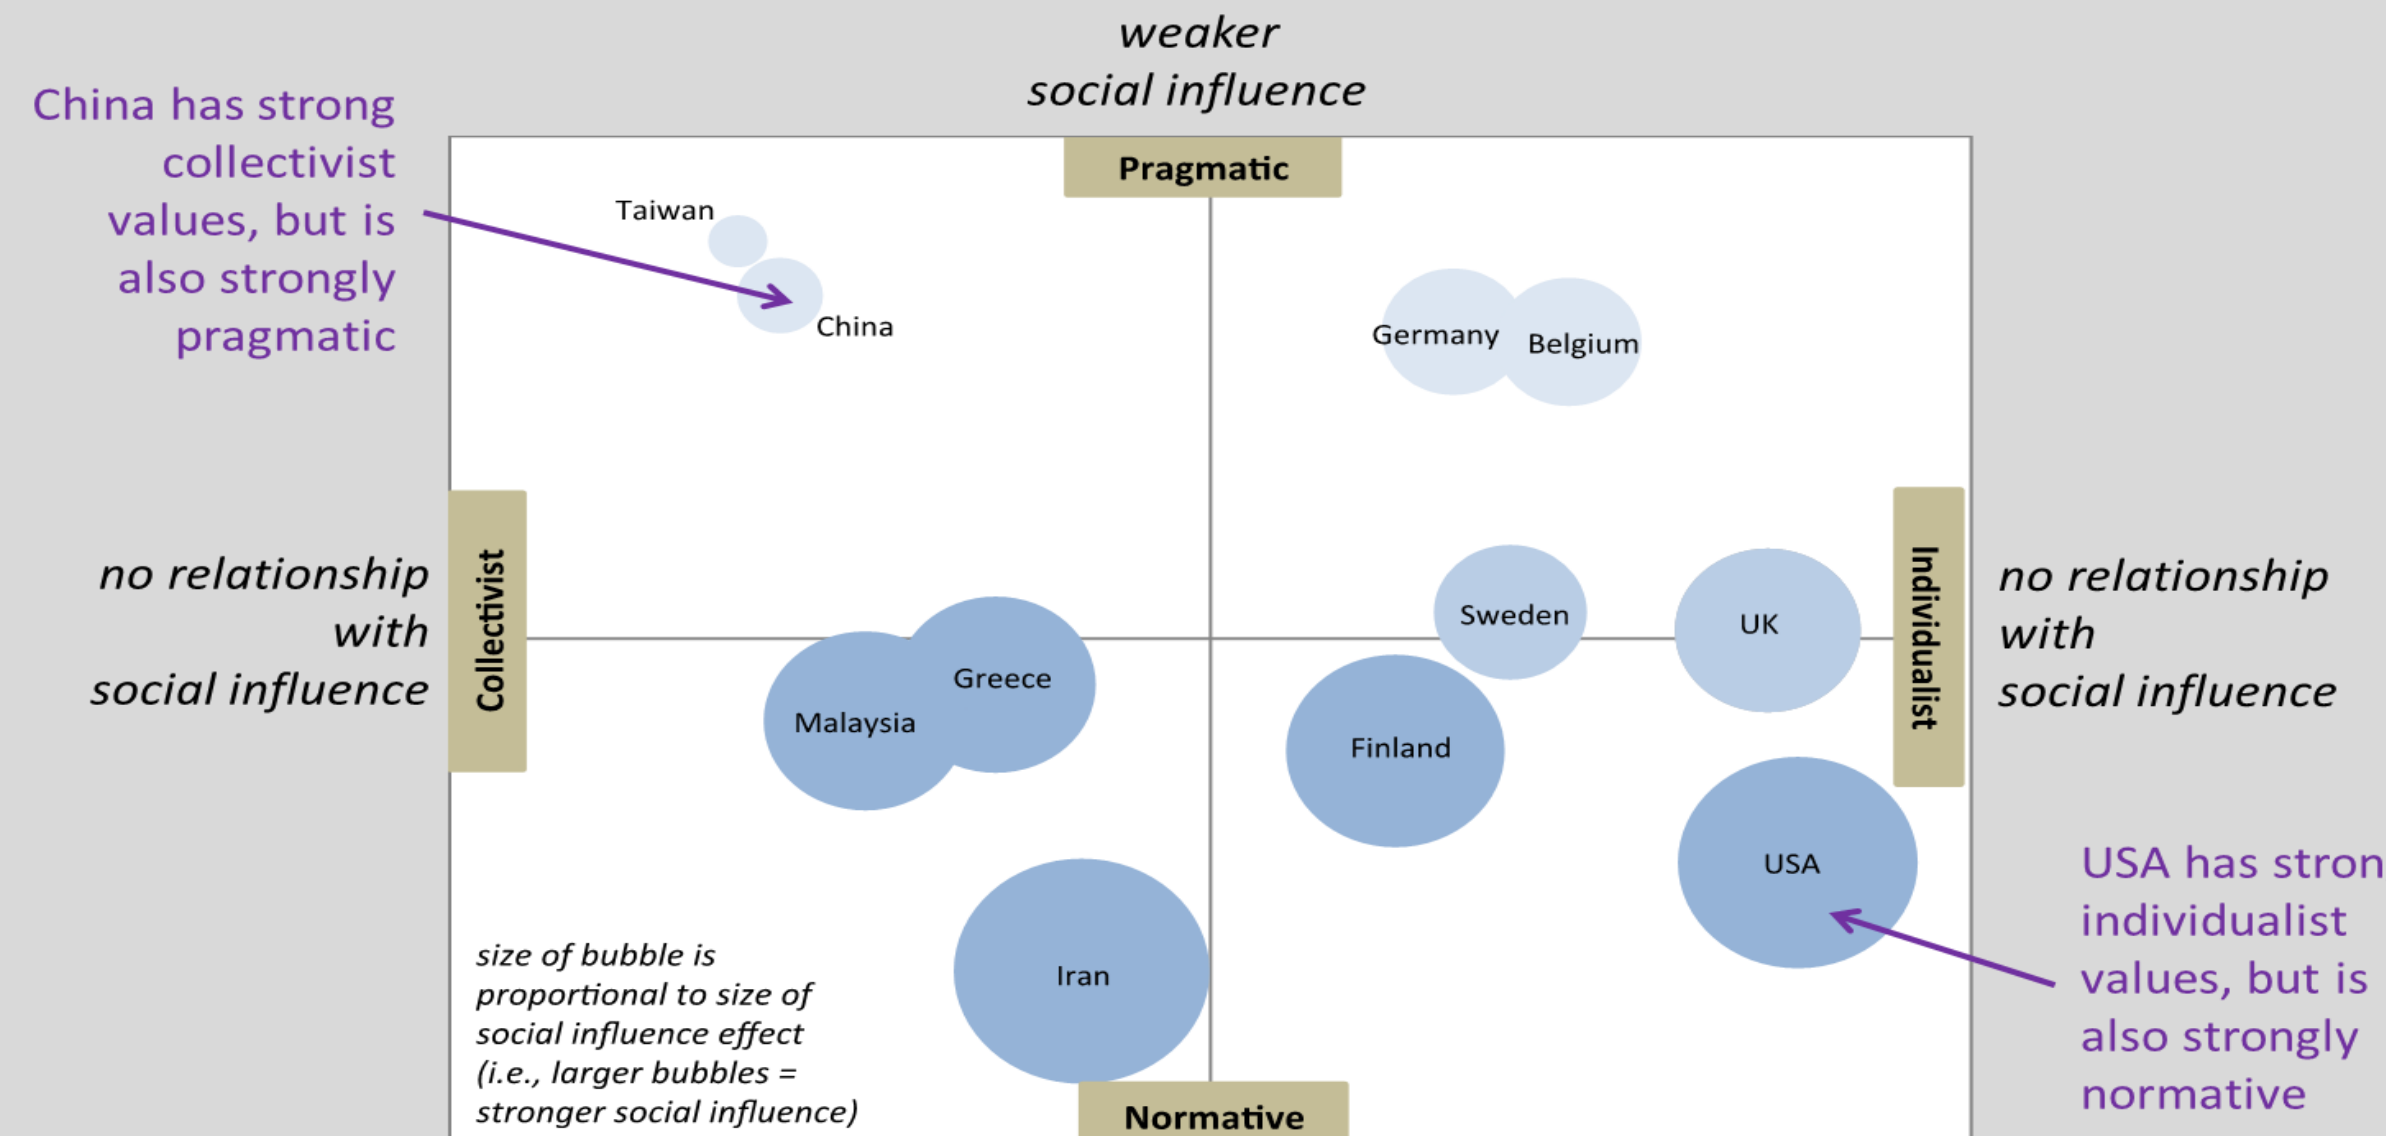 weaker
social influence
China has strong
collectivist
values, but is
also strongly
pragmatic
Pragmatic
Taiwan
China
Germany
Belgium
no relationship
with
social influence
Collectivist
Individualist
no relationship
with
social influence
Sweden
UK
Greece
Malaysia
Finland
USA
Iran
USA has stron
individualist
values, but is
also strongly
normative
size of bubble is
proportional to size of
social influence effect
(i.e., larger bubbles =
stronger social influence)
Normative